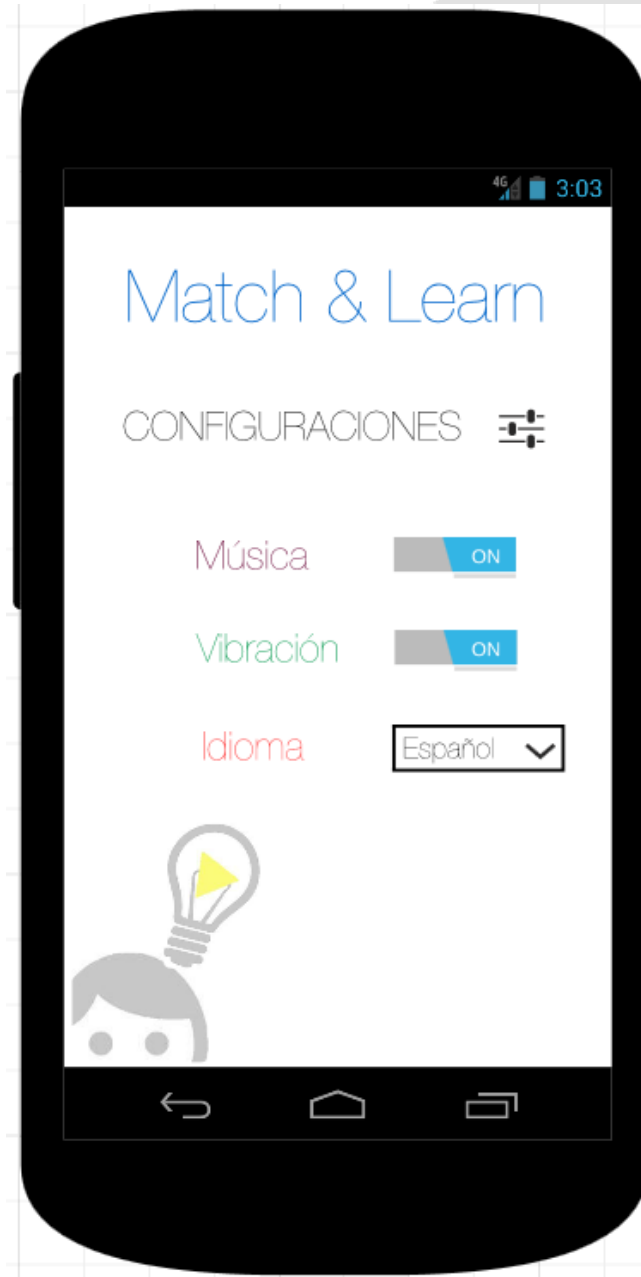 4G 3:03
Match & Learn
CONFIGURACIONES
Música ON
Vibración ON
Idioma Español